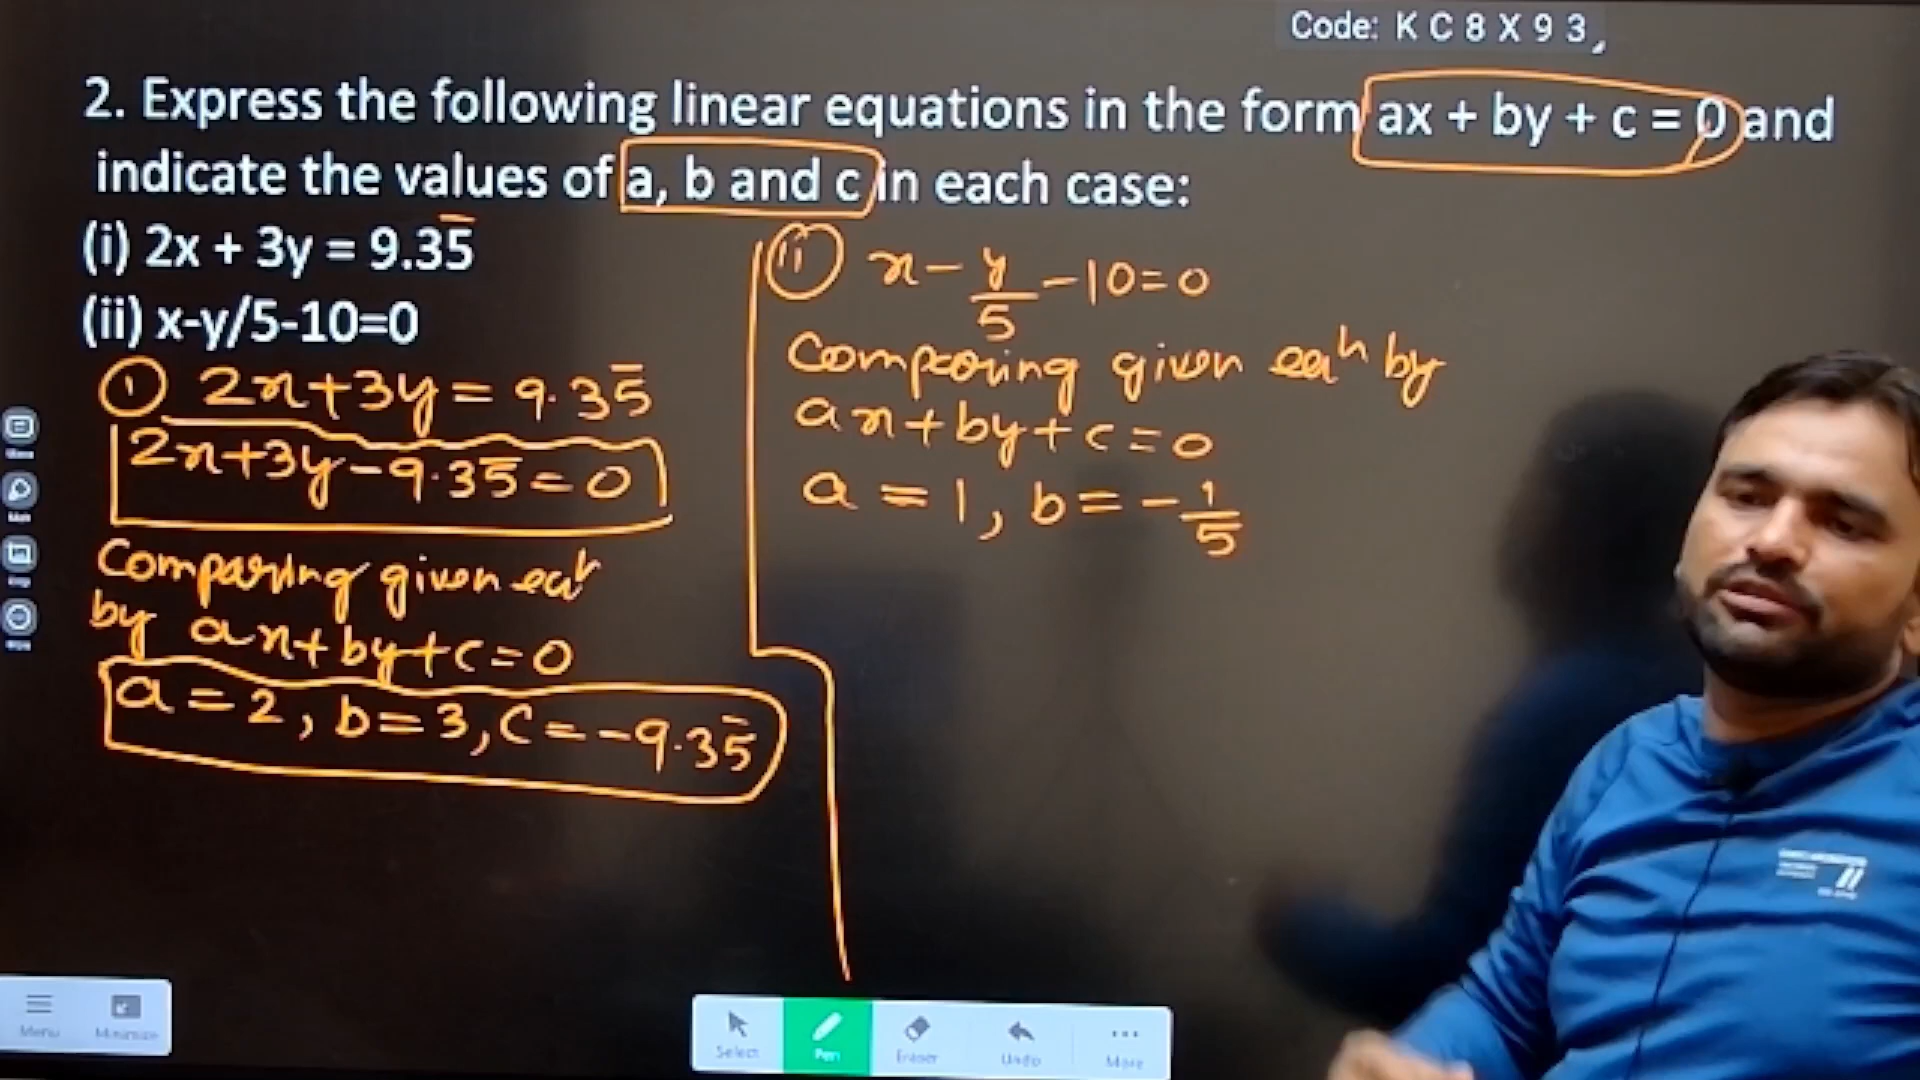 Code: K C 8 X 9 3
2. Express the following linear equations in the form ax + by + c = 0 and
indicate the values of a, b and c in each case:
(i) 2x + 3y = 9.35̅
(ii) x-y/5-10=0
(i) 2x+3y = 9.35̅
2x+3y-9.35̅=0
Comparing given eqn
by ax+by+c=0
a=2, b=3, c=-9.35̅
(ii) x - y/5 - 10=0
Comparing given eqn by
ax+by+c=0
a = 1, b = -1/5
Menu
Minimize
Select
Pen
Eraser
Undo
More